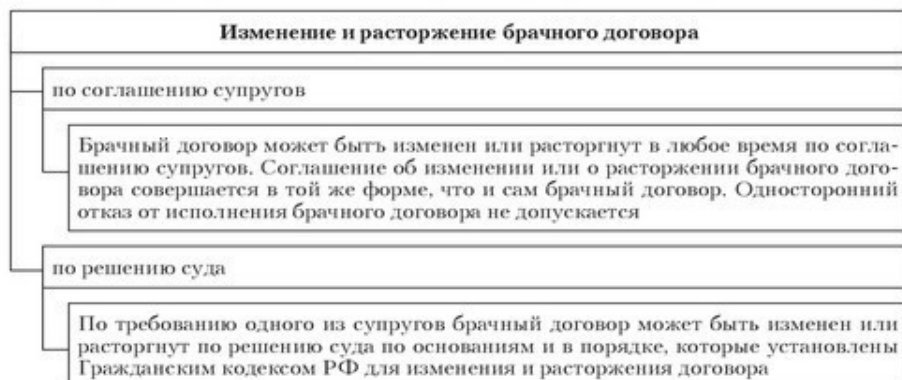 Изменение и расторжение брачного договора
по соглашению супругов
Брачный договор может быть изменен или расторгнут в любое время по согла-
шению супругов. Соглашение об изменении или о расторжении брачного дого-
вора совершается в той же форме, что и сам брачный договор. Односторонний
отказ от исполнения брачного договора не допускается
по решению суда
По требованию одного из супругов брачный договор может быть изменен или
расторгнут по решению суда по основаниям и в порядке, которые установлены
Гражданским кодексом РФ для изменения и расторжения договора